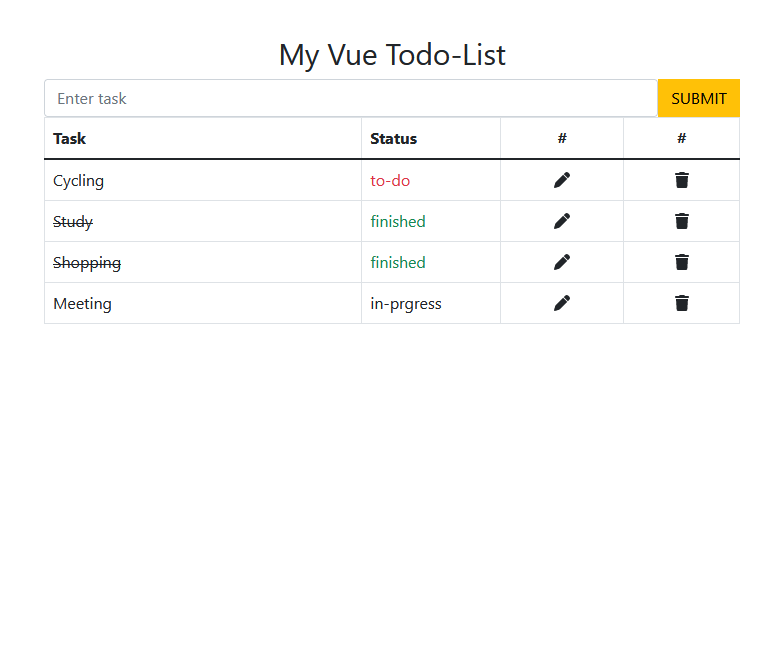 My Vue Todo-List
Enter task SUBMIT
Task Status # #
Cycling to-do
Study finished
Shopping finished
Meeting in-prgress